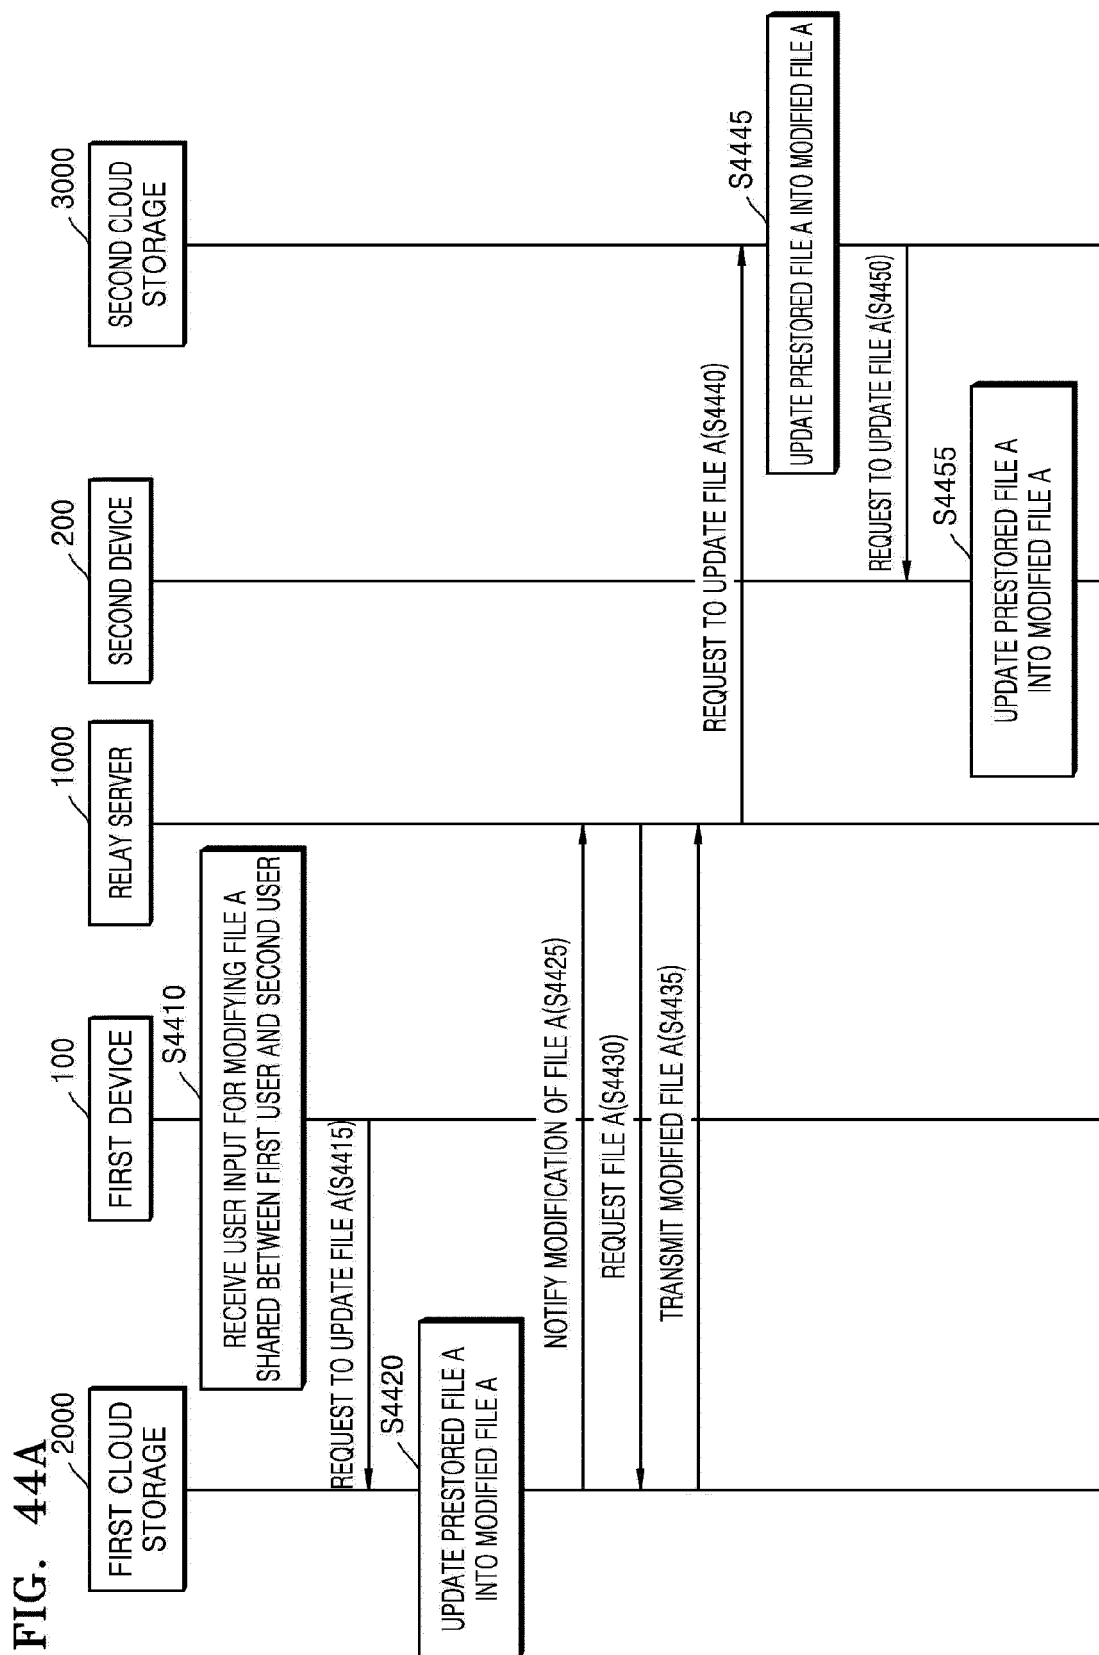 FIG. 44A
2000
100
1000
200
3000
FIRST CLOUD
STORAGE
FIRST DEVICE
RELAY SERVER
SECOND DEVICE
SECOND CLOUD
STORAGE
S4410
RECEIVE USER INPUT FOR MODIFYING FILE A
SHARED BETWEEN FIRST USER AND SECOND USER
REQUEST TO UPDATE FILE A(S4415)
S4420
UPDATE PRESTORED FILE A
INTO MODIFIED FILE A
NOTIFY MODIFICATION OF FILE A(S4425)
REQUEST FILE A(S4430)
TRANSMIT MODIFIED FILE A(S4435)
REQUEST TO UPDATE FILE A(S4440)
S4445
UPDATE PRESTORED FILE A INTO MODIFIED FILE A
REQUEST TO UPDATE FILE A(S4450)
S4455
UPDATE PRESTORED FILE A
INTO MODIFIED FILE A